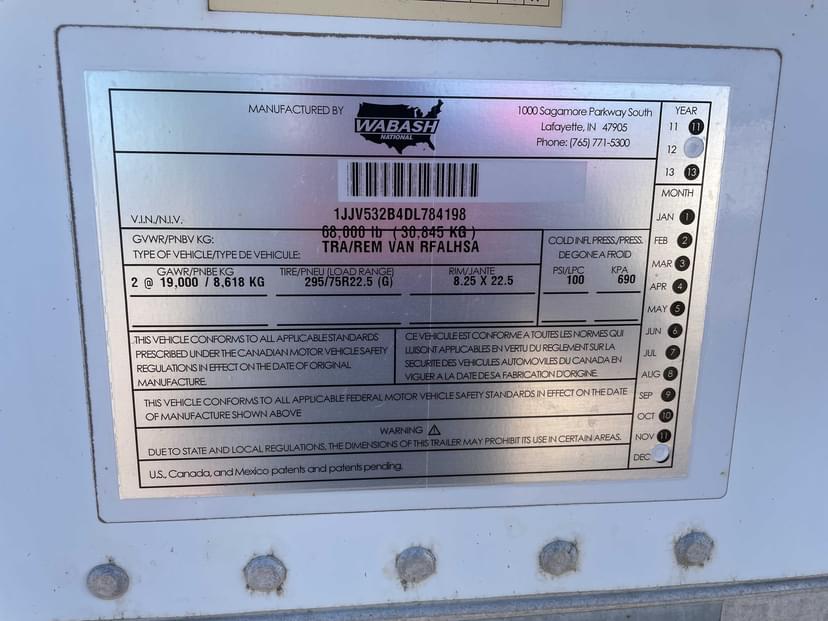 MANUFACTURED BY
WABASH
NATIONAL
1000 Sagamore Parkway South
Lafayette, IN 47905
Phone: (765) 771-5300
YEAR
11 11
12
13 13
MONTH
JAN 1
FEB 2
MAR 3
APR 4
MAY 5
JUN 6
JUL 7
AUG 8
SEP 9
OCT 10
NOV 11
DEC
V.I.N./N.I.V. 1JJV532B4DL784198
GVWR/PNBV KG: 68,000 lb (30,845 KG)
TYPE OF VEHICLE/TYPE DE VEHICULE: TRA/REM VAN RFALHSA
COLD INFL PRESS./PRESS.
DE GONE A FROID
GAWR/PNBE KG TIRE/PNEU (LOAD RANGE) RIM/JANTE PSI/LPC KPA
2 @ 19,000 / 8,618 KG 295/75R22.5 (G) 8.25 X 22.5 100 690
THIS VEHICLE CONFORMS TO ALL APPLICABLE STANDARDS
PRESCRIBED UNDER THE CANADIAN MOTOR VEHICLE SAFETY
REGULATIONS IN EFFECT ON THE DATE OF ORIGINAL
MANUFACTURE.
CE VEHICULE EST CONFORME A TOUTES LES NORMES QUI
LUI SONT APPLICABLES EN VERTU DU REGLEMENT SUR LA
SECURITE DES VEHICULES AUTOMOVILES DU CANADA EN
VIGUER A LA DATE DE SA FABRICATION D'ORIGINE.
THIS VEHICLE CONFORMS TO ALL APPLICABLE FEDERAL MOTOR VEHICLE SAFETY STANDARDS IN EFFECT ON THE DATE
OF MANUFACTURE SHOWN ABOVE
WARNING
DUE TO STATE AND LOCAL REGULATIONS, THE DIMENSIONS OF THIS TRAILER MAY PROHIBIT ITS USE IN CERTAIN AREAS.
U.S., Canada, and Mexico patents and patents pending.